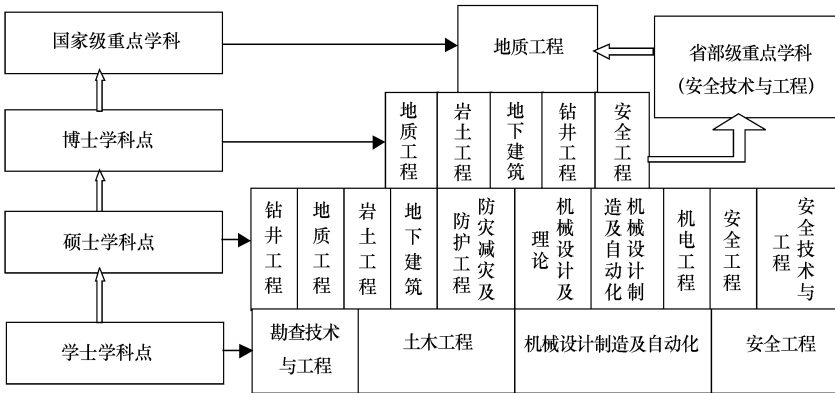 国家级重点学科
地质工程
省部级重点学科
(安全技术与工程)
博士学科点
地质工程
岩土工程
地下建筑
钻井工程
安全工程
硕士学科点
钻井工程
地质工程
岩土工程
地下建筑
防灾减灾及
防护工程
机械设计及
理论
机械设计制
造及自动化
机电工程
安全工程
安全技术与
工程
学士学科点
勘查技术
与工程
土木工程
机械设计制造及自动化
安全工程